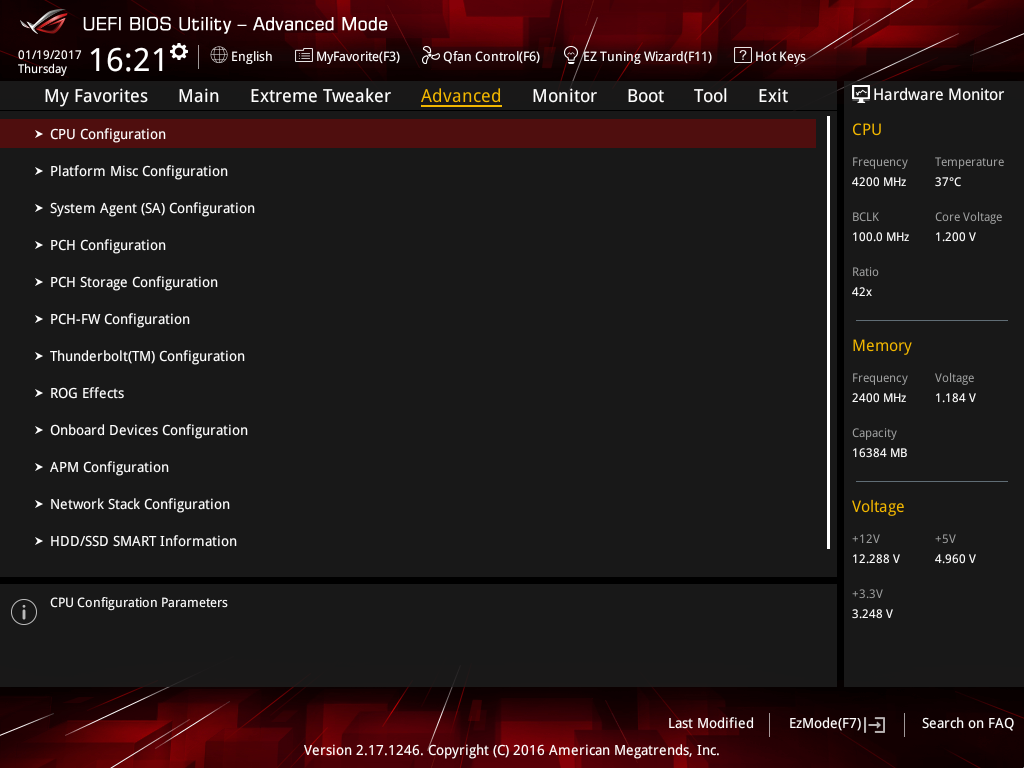 UEFI BIOS Utility – Advanced Mode
01/19/2017
Thursday
16:21
English
MyFavorite(F3)
Qfan Control(F6)
EZ Tuning Wizard(F11)
? Hot Keys
My Favorites Main Extreme Tweaker Advanced Monitor Boot Tool Exit
CPU Configuration
Platform Misc Configuration
System Agent (SA) Configuration
PCH Configuration
PCH Storage Configuration
PCH-FW Configuration
Thunderbolt(TM) Configuration
ROG Effects
Onboard Devices Configuration
APM Configuration
Network Stack Configuration
HDD/SSD SMART Information
CPU Configuration Parameters
Hardware Monitor
CPU
Frequency Temperature
4200 MHz 37°C
BCLK Core Voltage
100.0 MHz 1.200 V
Ratio
42x
Memory
Frequency Voltage
2400 MHz 1.184 V
Capacity
16384 MB
Voltage
+12V +5V
12.288 V 4.960 V
+3.3V
3.248 V
Last Modified
EzMode(F7)
Search on FAQ
Version 2.17.1246. Copyright (C) 2016 American Megatrends, Inc.